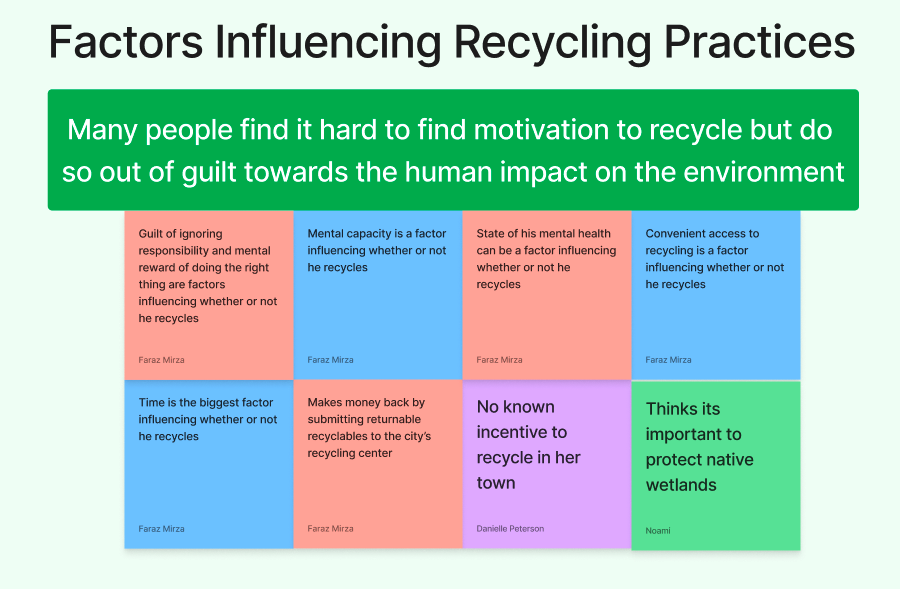 Factors Influencing Recycling Practices
Many people find it hard to find motivation to recycle but do
so out of guilt towards the human impact on the environment
Guilt of ignoring
responsibility and mental
reward of doing the right
thing are factors
influencing whether or not
he recycles
Faraz Mirza
Mental capacity is a factor
influencing whether or not
he recycles
Faraz Mirza
State of his mental health
can be a factor influencing
whether or not he
recycles
Faraz Mirza
Convenient access to
recycling is a factor
influencing whether or not
he recycles
Faraz Mirza
Time is the biggest factor
influencing whether or not
he recycles
Faraz Mirza
Makes money back by
submitting returnable
recyclables to the city’s
recycling center
Faraz Mirza
No known
incentive to
recycle in her
town
Danielle Peterson
Thinks its
important to
protect native
wetlands
Noami